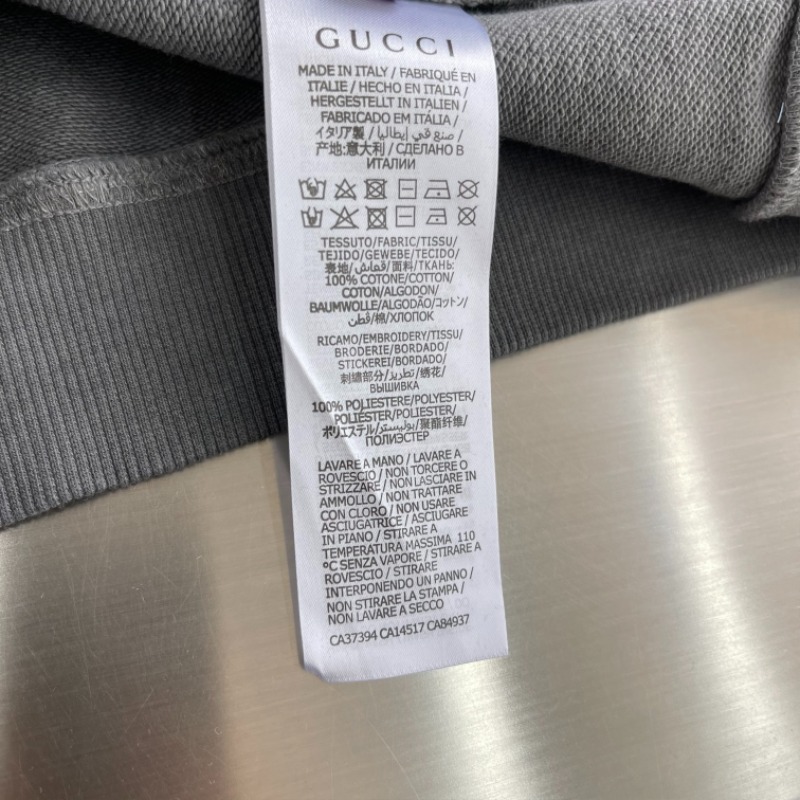 GUCCI
MADE IN ITALY / FABRIQUÉ EN
ITALIE / HECHO EN ITALIA /
HERGESTELLT IN ITALIEN /
FABRICADO EM ITÁLIA /
イタリア製 / صنع في إيطاليا /
产地:意大利 / СДЕЛАНО В
ИТАЛИИ
TESSUTO/FABRIC/TISSU/
TEJIDO/GEWEBE/TECIDO/
表地/قماش/面料/ТКАНЬ:
100% COTONE/COTTON/
COTON/ALGODON/
BAUMWOLLE/ALGODÃO/コットン/
قطن/棉/ХЛОПОК
RICAMO/EMBROIDERY/TISSU/
BRODERIE/BORDADO/
STICKEREI/BORDADO/
刺繍部分/تطريز/绣花/
ВЫШИВКА
100% POLIESTERE/POLYESTER/
POLIESTER/POLIESTER/
ポリエステル/بوليستر/聚酯纤维/
ПОЛИЭСТЕР
LAVARE A MANO / LAVARE A
ROVESCIO / NON TORCERE O
STRIZZARE / NON LASCIARE IN
AMMOLLO / NON TRATTARE
CON CLORO / NON USARE
ASCIUGATRICE / ASCIUGARE
IN PIANO / STIRARE A
TEMPERATURA MASSIMA 110
°C SENZA VAPORE / STIRARE A
ROVESCIO / STIRARE
INTERPONENDO UN PANNO /
NON STIRARE LA STAMPA /
NON LAVARE A SECCO
CA37394 CA14517 CA84937